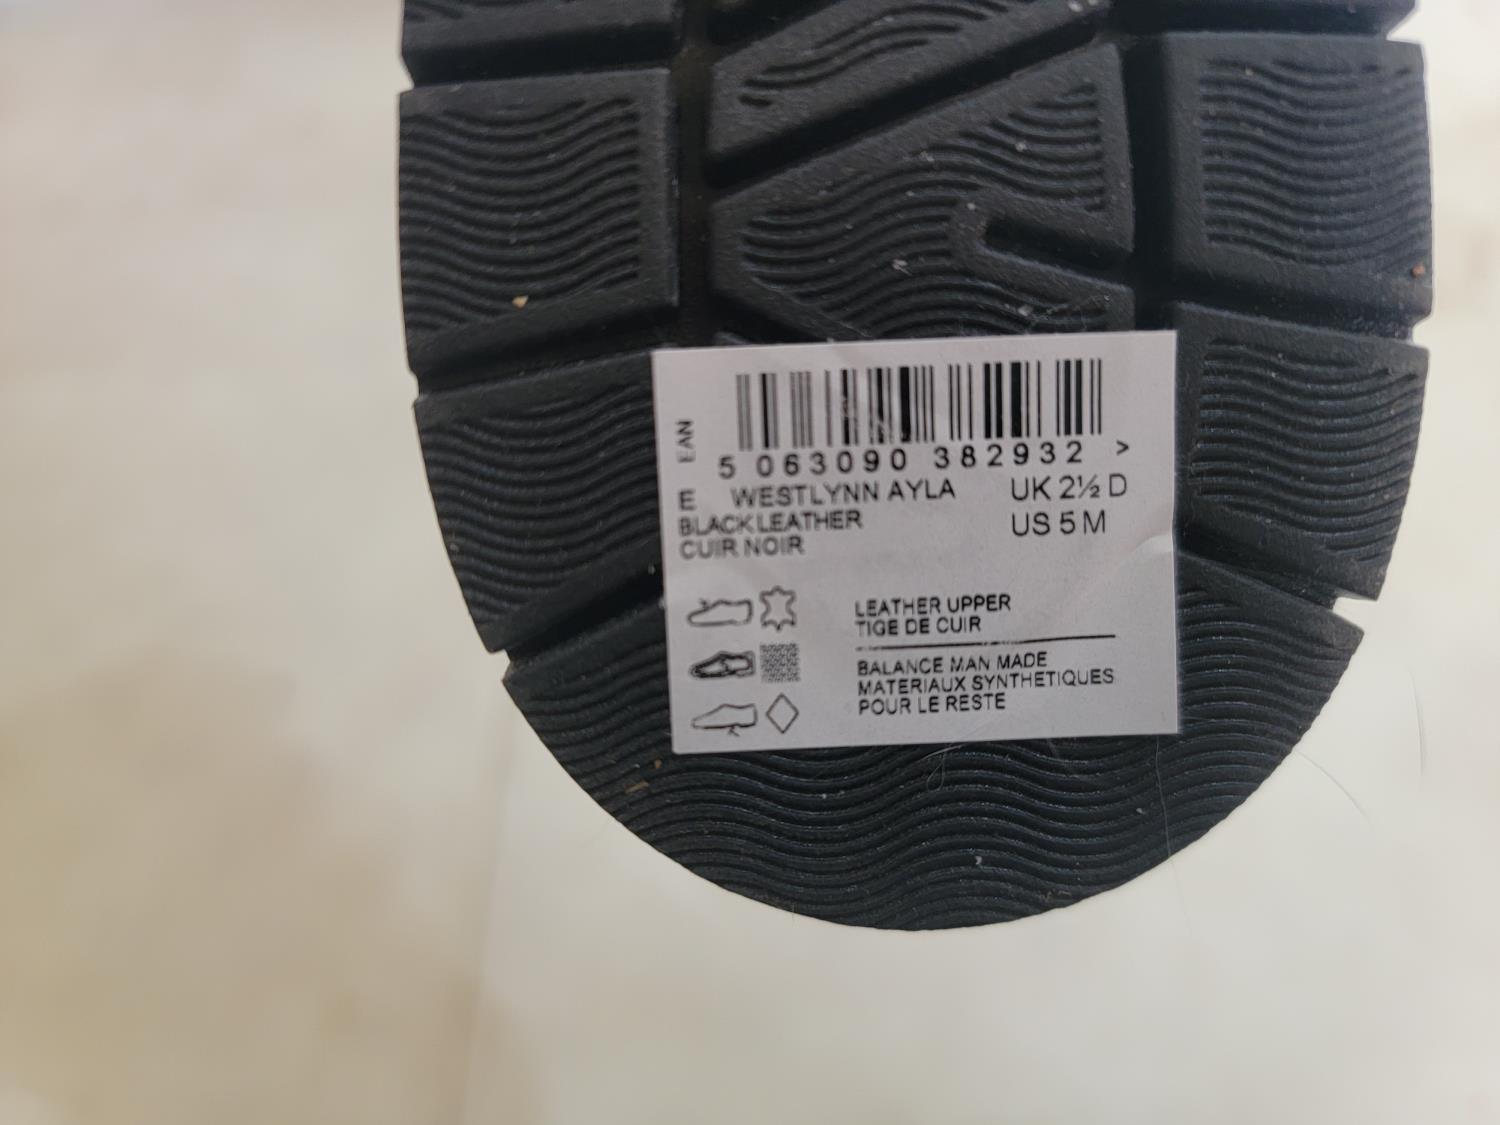 EAN
5 063090 382932 >
E WESTLYNN AYLA UK 2½ D
BLACK LEATHER US 5 M
CUIR NOIR
LEATHER UPPER
TIGE DE CUIR
BALANCE MAN MADE
MATERIAUX SYNTHETIQUES
POUR LE RESTE